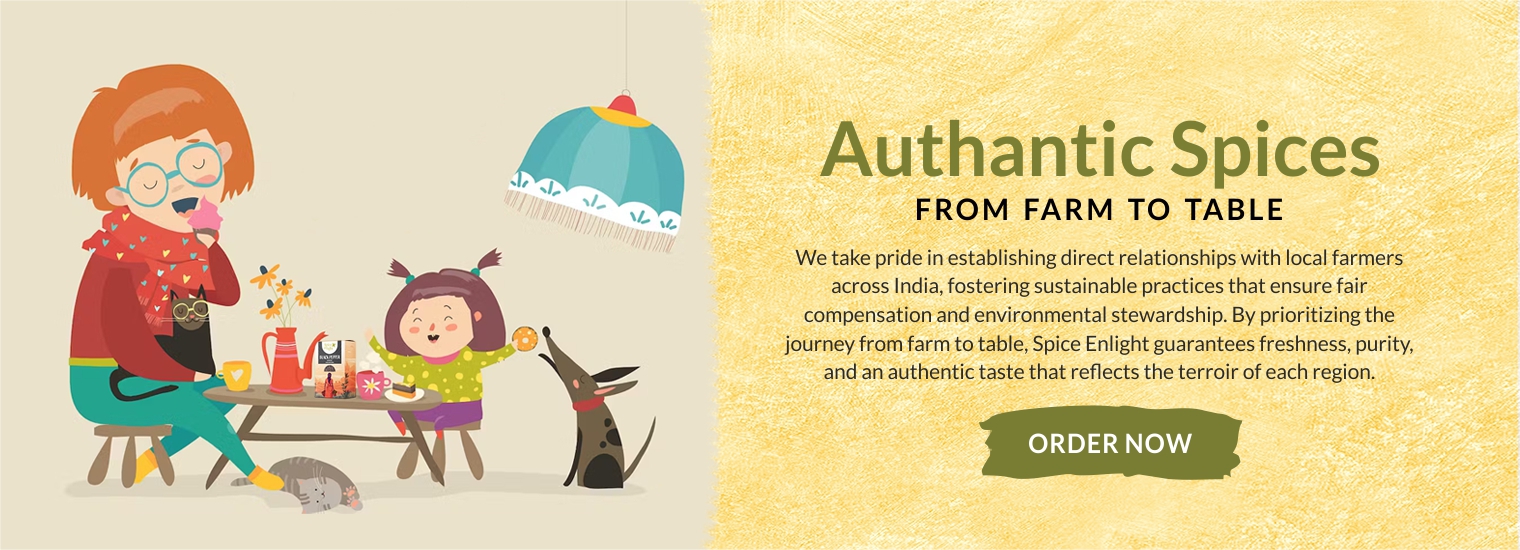 Authantic Spices
FROM FARM TO TABLE
We take pride in establishing direct relationships with local farmers
across India, fostering sustainable practices that ensure fair
compensation and environmental stewardship. By prioritizing the
journey from farm to table, Spice Enlight guarantees freshness, purity,
and an authentic taste that reflects the terroir of each region.
ORDER NOW
BLACK PEPPER